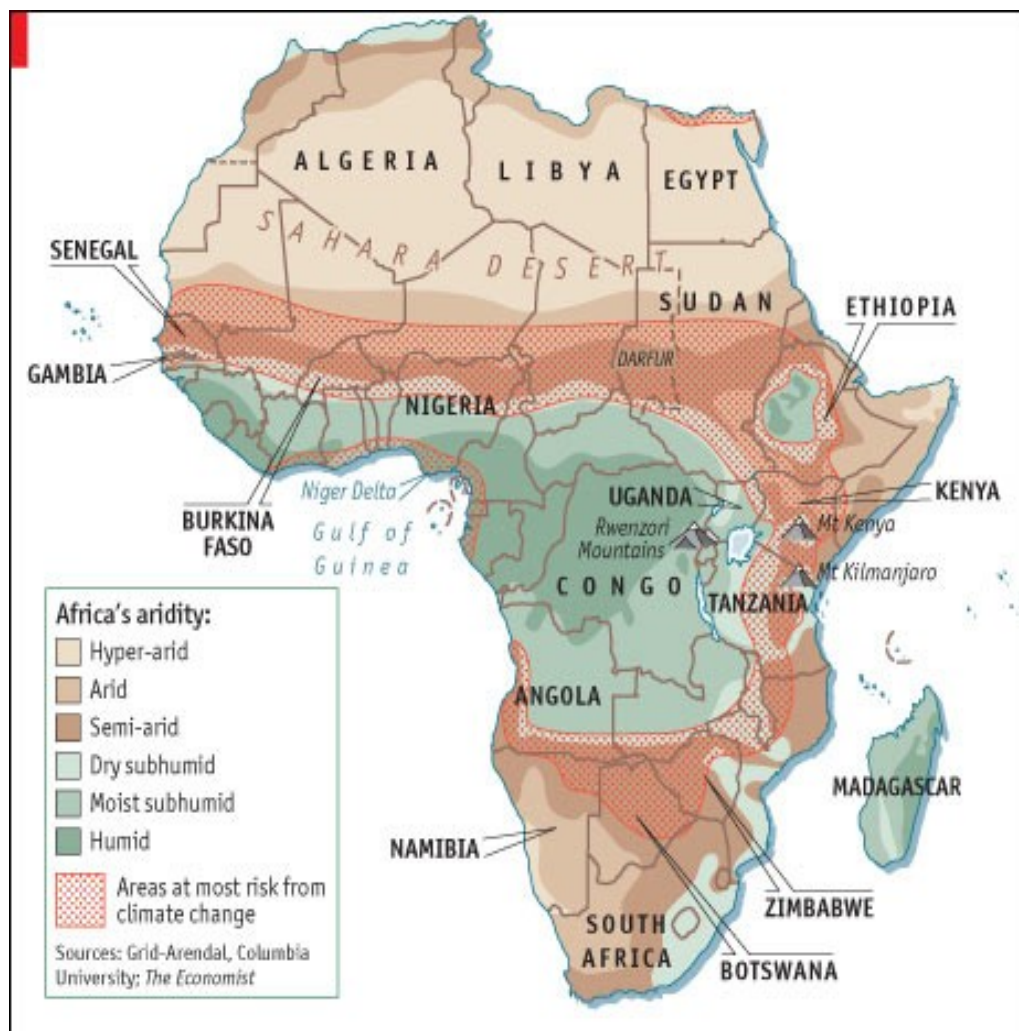 ALGERIA
LIBYA
EGYPT
SAHARA DESERT
SENEGAL
SUDAN
ETHIOPIA
DARFUR
GAMBIA
NIGERIA
Niger Delta
UGANDA
KENYA
BURKINA
FASO
Gulf of
Guinea
Rwenzori
Mountains
Mt Kenya
CONGO
Mt Kilmanjaro
TANZANIA
Africa's aridity:
Hyper-arid
Arid
Semi-arid
Dry subhumid
Moist subhumid
Humid
Areas at most risk from
climate change
Sources: Grid-Arendal, Columbia
University; The Economist
ANGOLA
MADAGASCAR
NAMIBIA
ZIMBABWE
SOUTH
AFRICA
BOTSWANA